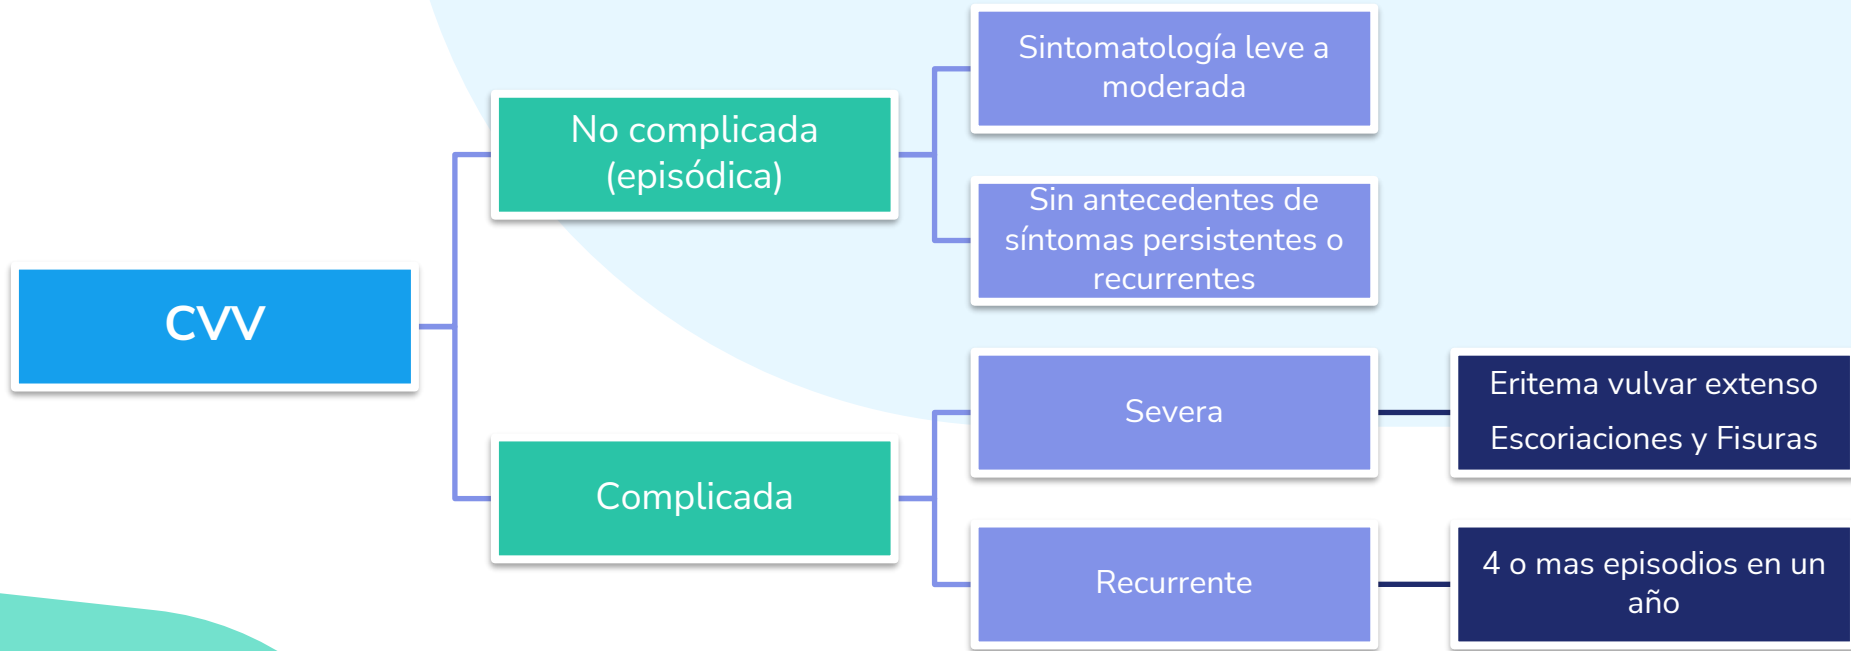 CVV
No complicada
(episódica)
Sintomatología leve a
moderada
Sin antecedentes de
síntomas persistentes o
recurrentes
Complicada
Severa
Eritema vulvar extenso
Escoriaciones y Fisuras
Recurrente
4 o mas episodios en un
año